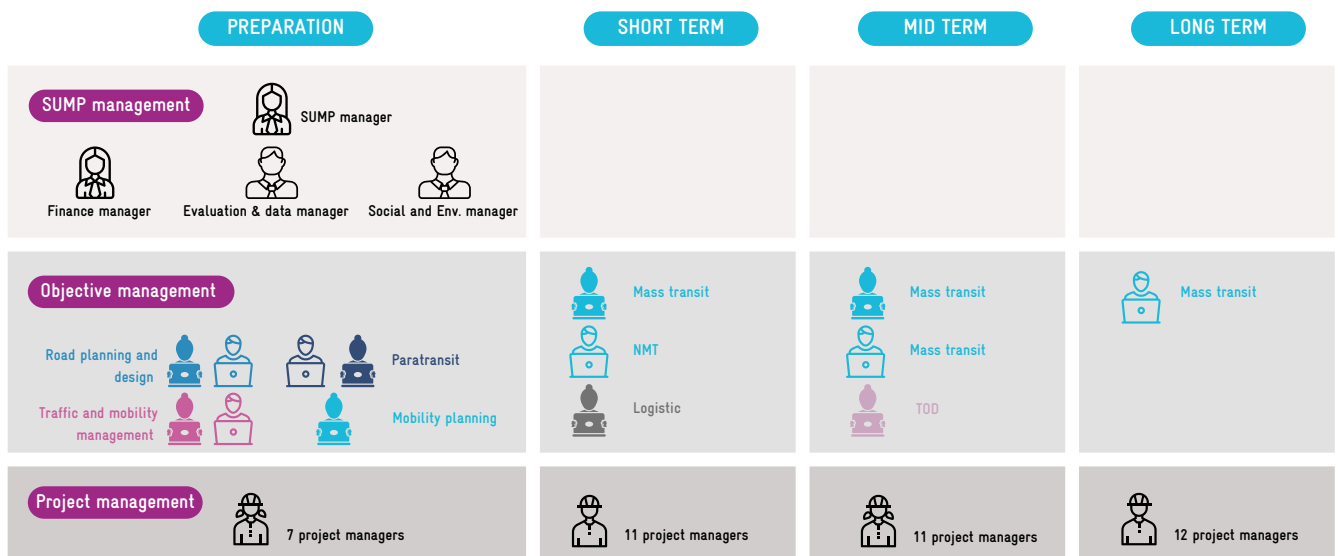 PREPARATION
SHORT TERM
MID TERM
LONG TERM
SUMP management
SUMP manager
Finance manager
Evaluation & data manager
Social and Env. manager
Objective management
Road planning and
design
Paratransit
Traffic and mobility
management
Mobility planning
Mass transit
NMT
Logistic
Mass transit
Mass transit
TOD
Mass transit
Project management
7 project managers
11 project managers
11 project managers
12 project managers